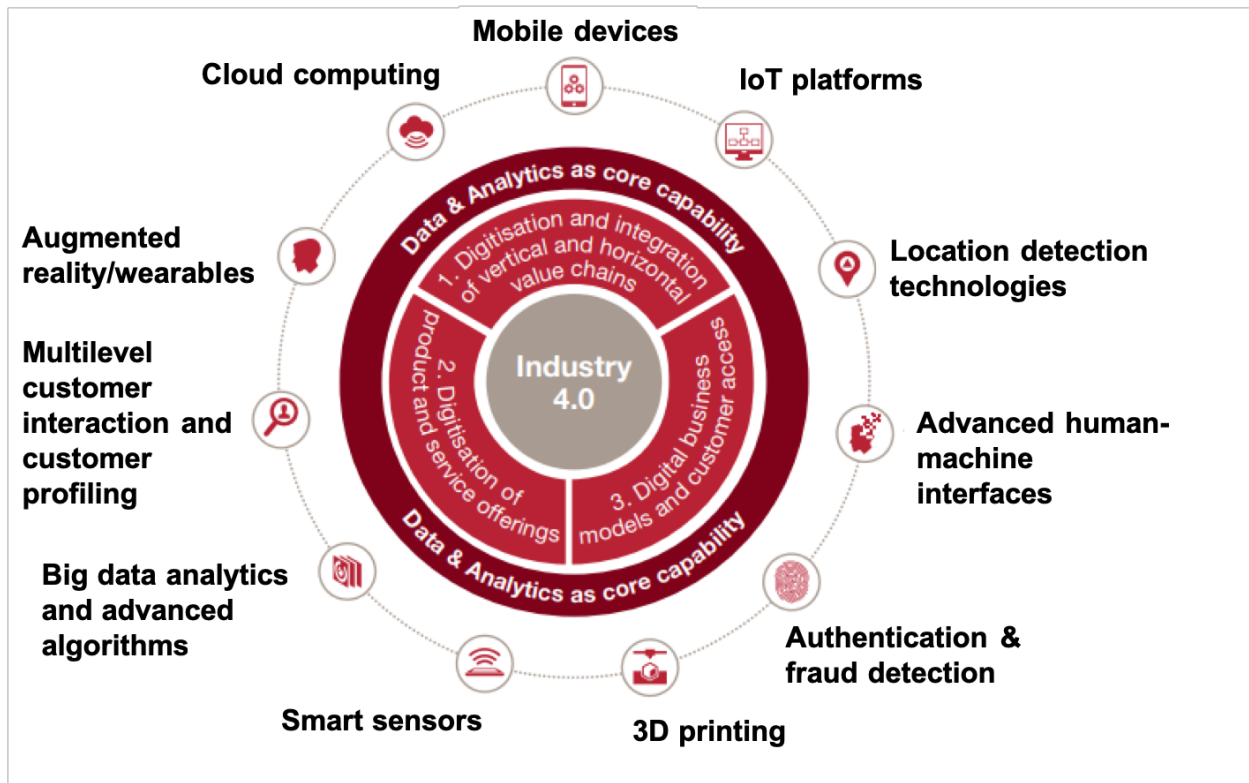 Mobile devices
Cloud computing
IoT platforms
Augmented
reality/wearables
Location detection
technologies
Multilevel
customer
interaction and
customer
profiling
Advanced human-
machine
interfaces
Big data analytics
and advanced
algorithms
Authentication &
fraud detection
Smart sensors
3D printing
Data & Analytics as core capability
1. Digitisation and integration
of vertical and horizontal
value chains
2. Digitisation of
product and service offerings
3. Digital business
models and customer access
Industry
4.0
Data & Analytics as core capability